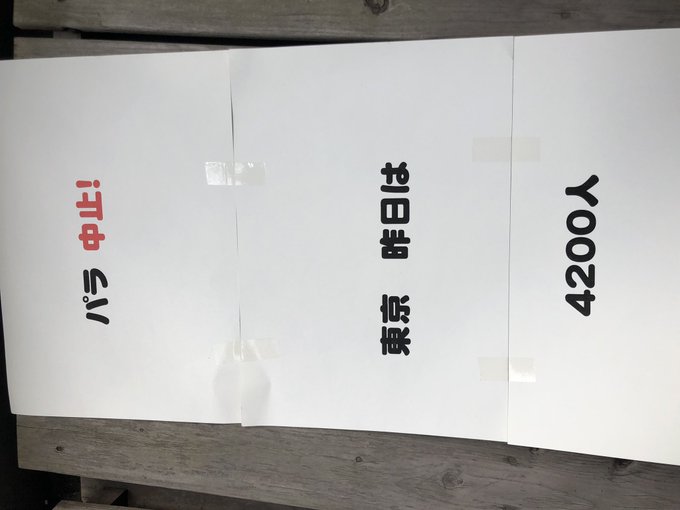 パラ 中止!
東京 昨日は
4200人